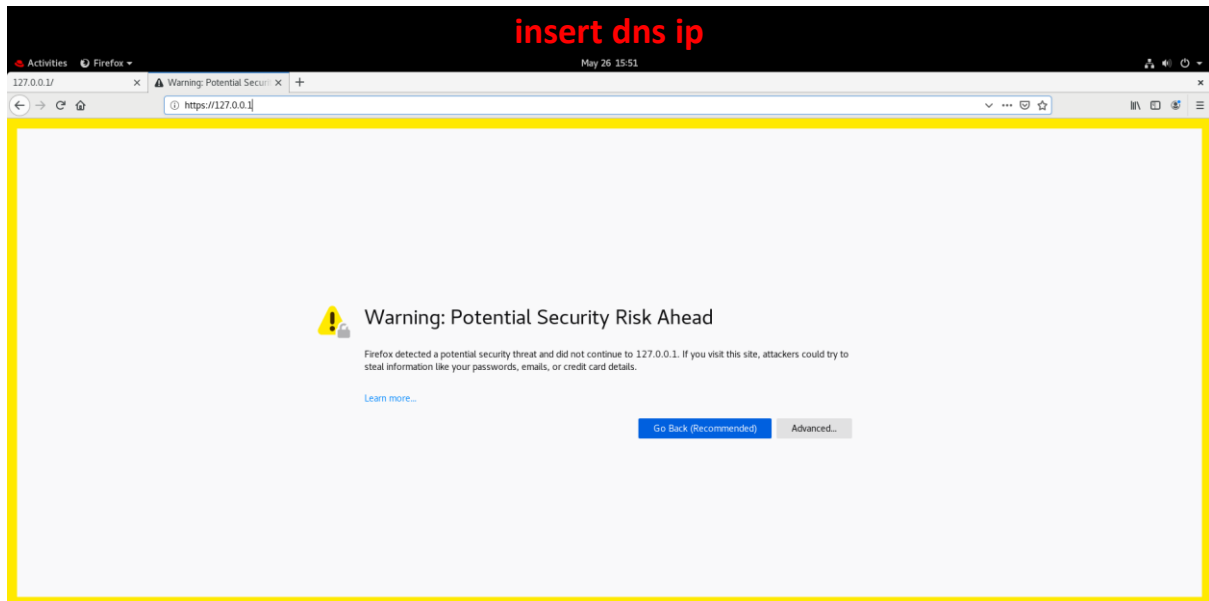 insert dns ip
Activities Firefox May 26 15:51
127.0.0.1/ Warning: Potential Securi
https://127.0.0.1
Warning: Potential Security Risk Ahead
Firefox detected a potential security threat and did not continue to 127.0.0.1. If you visit this site, attackers could try to
steal information like your passwords, emails, or credit card details.
Learn more...
Go Back (Recommended) Advanced...